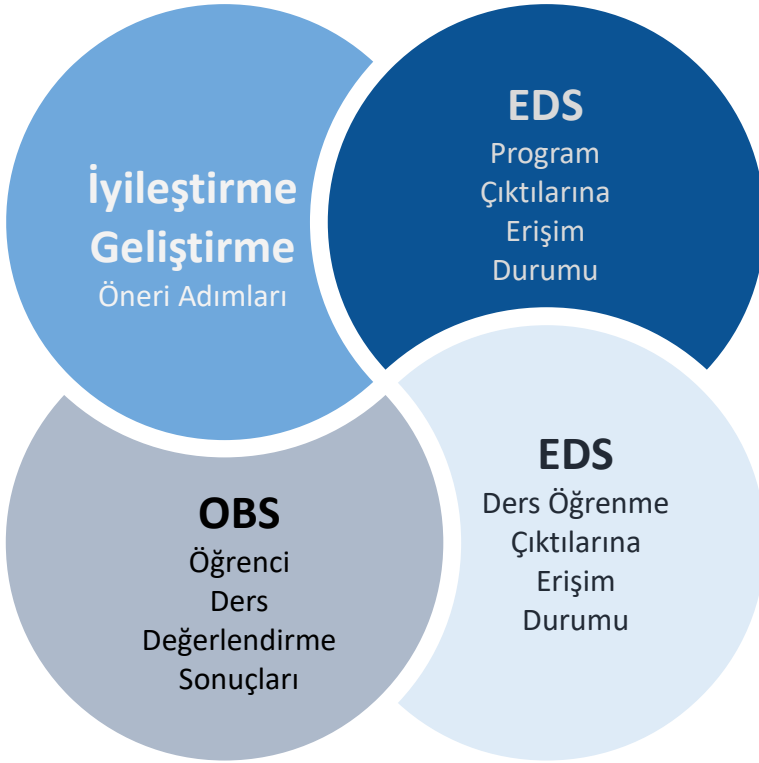 İyileştirme
Geliştirme
Öneri Adımları
EDS
Program
Çıktılarına
Erişim
Durumu
OBS
Öğrenci
Ders
Değerlendirme
Sonuçları
EDS
Ders Öğrenme
Çıktılarına
Erişim
Durumu